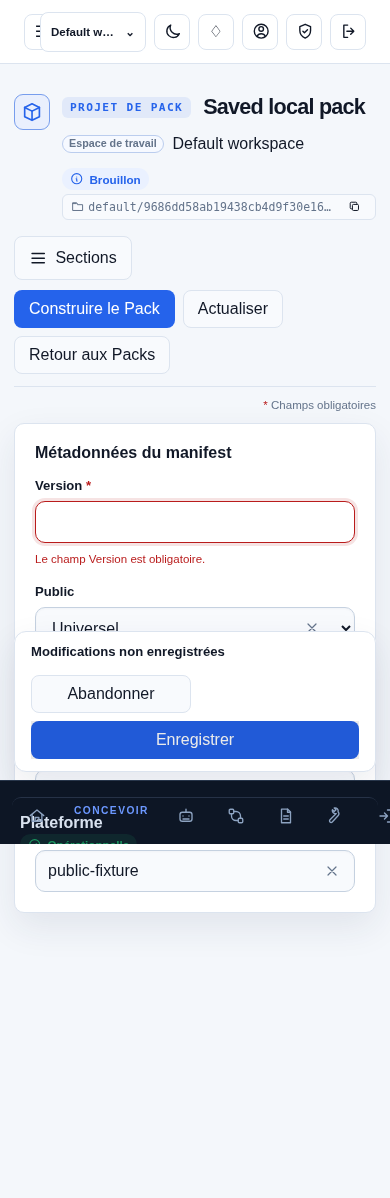 Default w…
PROJET DE PACK
Saved local pack
Espace de travail
Default workspace
Brouillon
default/9686dd58ab19438cb4d9f30e16…
Sections
Construire le Pack
Actualiser
Retour aux Packs
* Champs obligatoires
Métadonnées du manifest
Version *
Le champ Version est obligatoire.
Public
Universel
Modifications non enregistrées
Abandonner
Enregistrer
CONCEVOIR
Plateforme
Opérationnelle
public-fixture